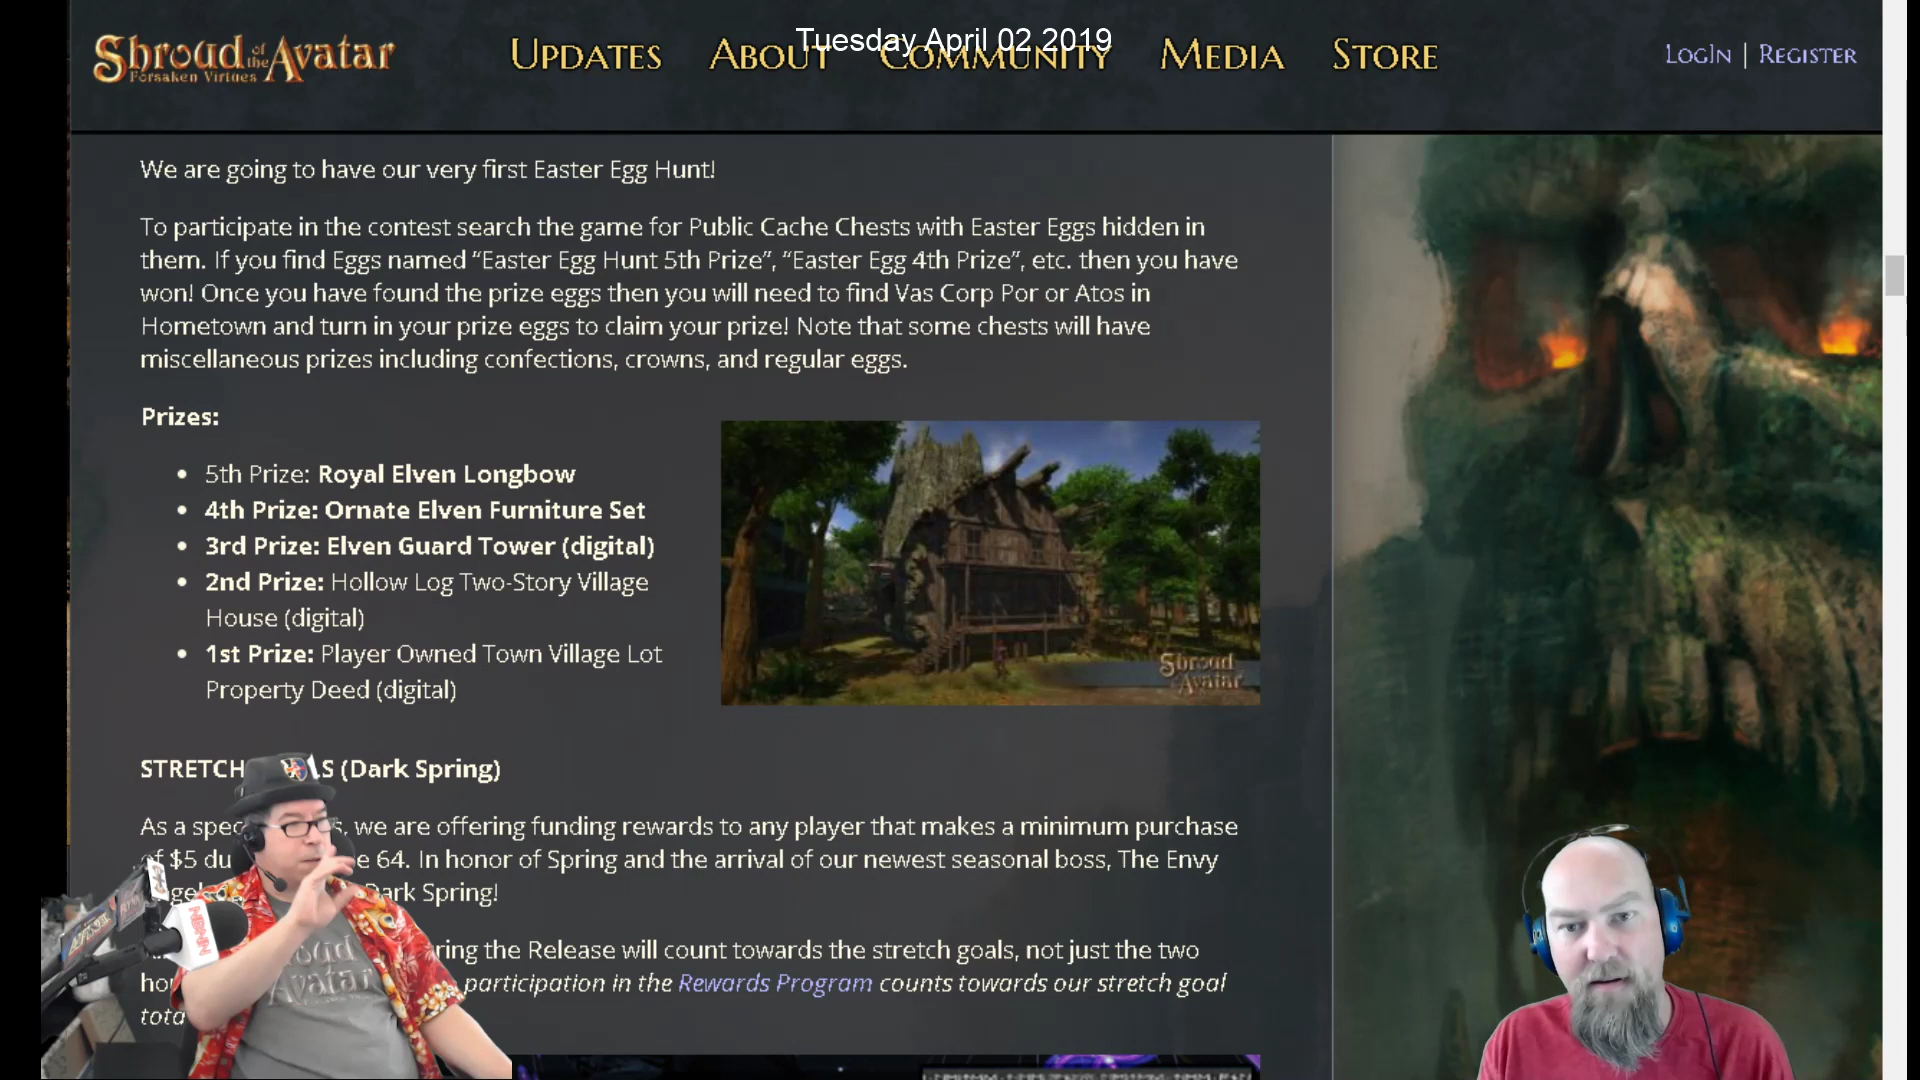 Tuesday April 02 2019
Shroud of the Avatar
Forsaken Virtues
Updates About Community Media Store
LogIn | Register
We are going to have our very first Easter Egg Hunt!
To participate in the contest search the game for Public Cache Chests with Easter Eggs hidden in
them. If you find Eggs named “Easter Egg Hunt 5th Prize”, “Easter Egg 4th Prize”, etc. then you have
won! Once you have found the prize eggs then you will need to find Vas Corp Por or Atos in
Hometown and turn in your prize eggs to claim your prize! Note that some chests will have
miscellaneous prizes including confections, crowns, and regular eggs.
Prizes:
• 5th Prize: Royal Elven Longbow
• 4th Prize: Ornate Elven Furniture Set
• 3rd Prize: Elven Guard Tower (digital)
• 2nd Prize: Hollow Log Two-Story Village
House (digital)
• 1st Prize: Player Owned Town Village Lot
Property Deed (digital)
Shroud
Avatar
STRETCH S (Dark Spring)
As a spec , we are offering funding rewards to any player that makes a minimum purchase
of $5 du e 64. In honor of Spring and the arrival of our newest seasonal boss, The Envy
Dark Spring!
ring the Release will count towards the stretch goals, not just the two
ho participation in the Rewards Program counts towards our stretch goal
tota
NBNN
Shroud
Avatar